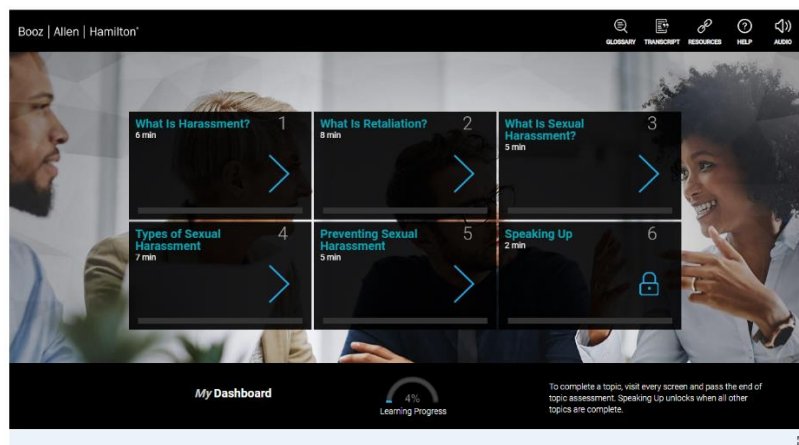 Booz | Allen | Hamilton®
GLOSSARY
TRANSCRIPT
RESOURCES
HELP
AUDIO
What Is Harassment? 1
6 min
What Is Retaliation? 2
8 min
What Is Sexual 3
Harassment?
5 min
Types of Sexual 4
Harassment
7 min
Preventing Sexual 5
Harassment
5 min
Speaking Up 6
2 min
My Dashboard
4%
Learning Progress
To complete a topic, visit every screen and pass the end of
topic assessment. Speaking Up unlocks when all other
topics are complete.